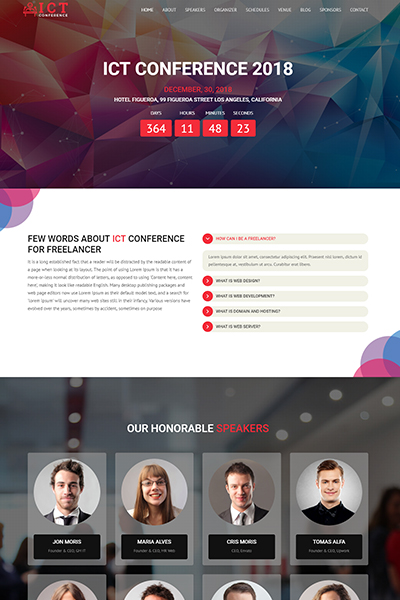 ICT
CONFERENCE
HOME ABOUT SPEAKERS ORGANIZER SCHEDULES VENUE BLOG SPONSORS CONTACT
ICT CONFERENCE 2018
DECEMBER, 30, 2018
HOTEL FIGUEROA, 99 FIGUEROA STREET LOS ANGELES, CALIFORNIA
DAYS HOURS MINUTES SECONDS
364 11 48 23
FEW WORDS ABOUT ICT CONFERENCE
FOR FREELANCER
It is a long established fact that a reader will be distracted by the readable content of
a page when looking at its layout. The point of using Lorem Ipsum is that it has a
more-or-less normal distribution of letters, as opposed to using 'Content here, content
here', making it look like readable English. Many desktop publishing packages and
web page editors now use Lorem Ipsum as their default model text, and a search for
'lorem ipsum' will uncover many web sites still in their infancy. Various versions have
evolved over the years, sometimes by accident, sometimes on purpose
HOW CAN I BE A FREELANCER?
Lorem ipsum dolor sit amet, consectetur adipiscing elit. Integer lorem quam, dictum id
pellentesque at, vestibulum ut arcu. Curabitur erat libero.
WHAT IS WEB DESIGN?
WHAT IS WEB DEVELOPMENT?
WHAT IS DOMAIN AND HOSTING?
WHAT IS WEB SERVER?
OUR HONORABLE SPEAKERS
JON MORIS
Founder & CEO, GH IT
MARIA ALVES
Founder & CEO, HR Web
CRIS MORIS
CEO, Envato
TOMAS ALFA
Founder & CEO, Upwork